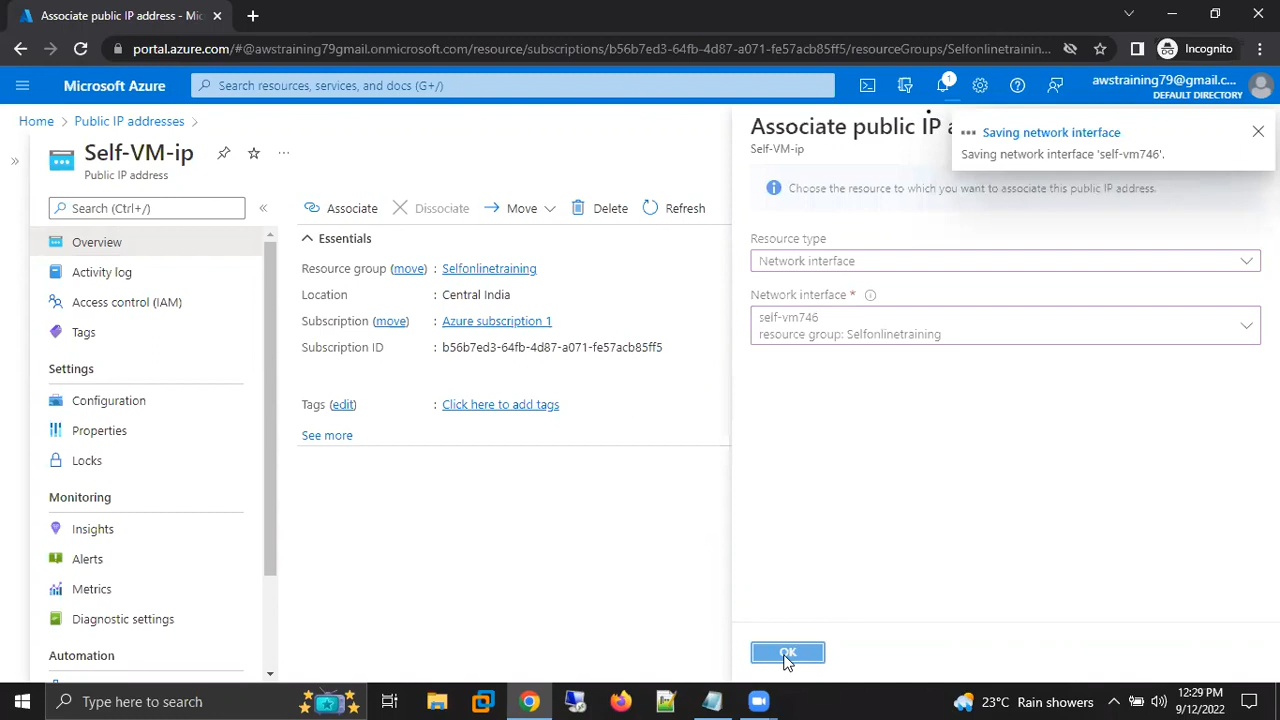 Associate public IP address - Mic
portal.azure.com/#@awstraining79gmail.onmicrosoft.com/resource/subscriptions/b56b7ed3-64fb-4d87-a071-fe57acb85ff5/resourceGroups/Selfonlinetrainin...
Incognito
Microsoft Azure
Search resources, services, and docs (G+/)
1
awstraining79@gmail.c...
DEFAULT DIRECTORY
Home > Public IP addresses >
Self-VM-ip
Public IP address
Search (Ctrl+/)
Overview
Activity log
Access control (IAM)
Tags
Settings
Configuration
Properties
Locks
Monitoring
Insights
Alerts
Metrics
Diagnostic settings
Automation
Associate
Dissociate
Move
Delete
Refresh
Essentials
Resource group (move) : Selfonlinetraining
Location : Central India
Subscription (move) : Azure subscription 1
Subscription ID : b56b7ed3-64fb-4d87-a071-fe57acb85ff5
Tags (edit) : Click here to add tags
See more
Associate public IP a
Self-VM-ip
Saving network interface
Saving network interface 'self-vm746'.
Choose the resource to which you want to associate this public IP address.
Resource type
Network interface
Network interface *
self-vm746
resource group: Selfonlinetraining
OK
Type here to search
23°C Rain showers
12:29 PM
9/12/2022